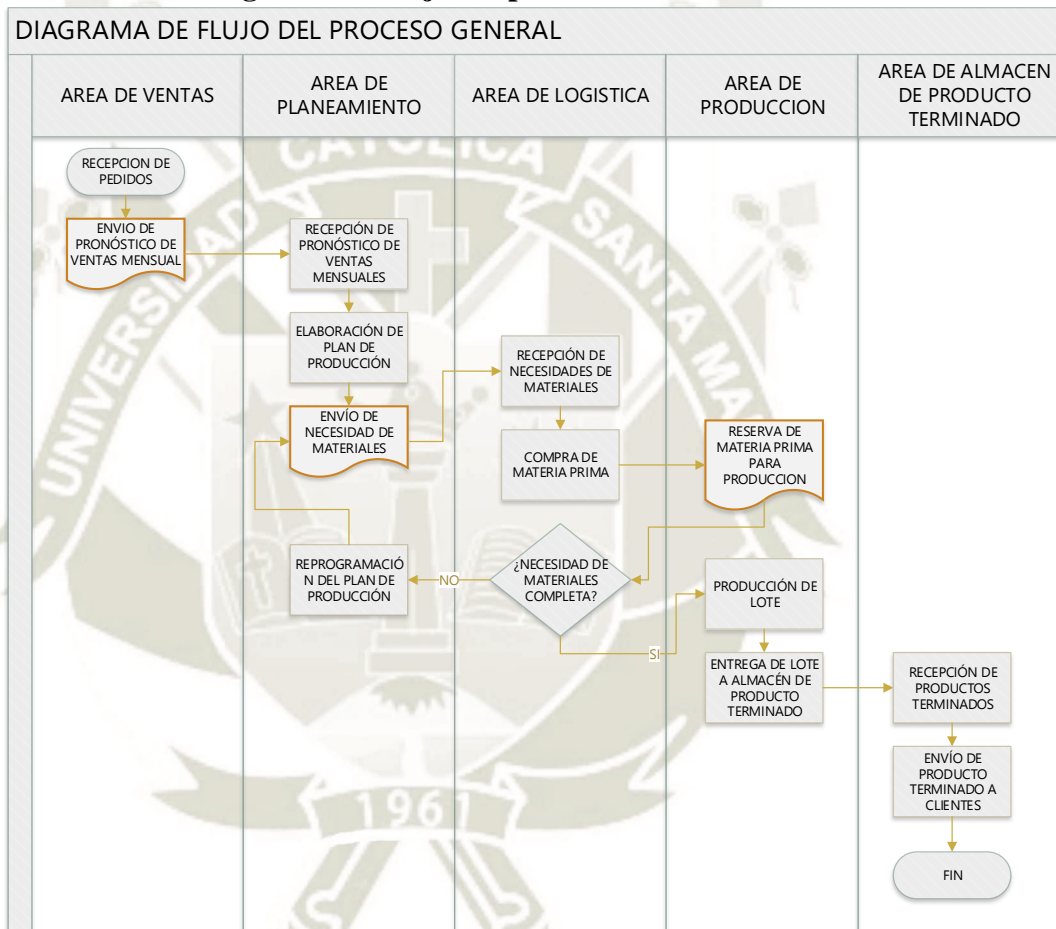 DIAGRAMA DE FLUJO DEL PROCESO GENERAL
AREA DE VENTAS
AREA DE
PLANEAMIENTO
AREA DE LOGISTICA
AREA DE
PRODUCCION
AREA DE ALMACEN
DE PRODUCTO
TERMINADO
RECEPCION DE
PEDIDOS
ENVIO DE
PRONÓSTICO DE
VENTAS MENSUAL
RECEPCIÓN DE
PRONÓSTICO DE
VENTAS
MENSUALES
ELABORACIÓN DE
PLAN DE
PRODUCCIÓN
ENVÍO DE
NECESIDAD DE
MATERIALES
RECEPCIÓN DE
NECESIDADES DE
MATERIALES
COMPRA DE
MATERIA PRIMA
RESERVA DE
MATERIA PRIMA
PARA
PRODUCCION
¿NECESIDAD DE
MATERIALES
COMPLETA?
NO
REPROGRAMACIÓ
N DEL PLAN DE
PRODUCCIÓN
SI
PRODUCCIÓN DE
LOTE
ENTREGA DE LOTE
A ALMACÉN DE
PRODUCTO
TERMINADO
RECEPCIÓN DE
PRODUCTOS
TERMINADOS
ENVÍO DE
PRODUCTO
TERMINADO A
CLIENTES
FIN
UNIVERSIDAD
CATOLICA
SANTA
1961